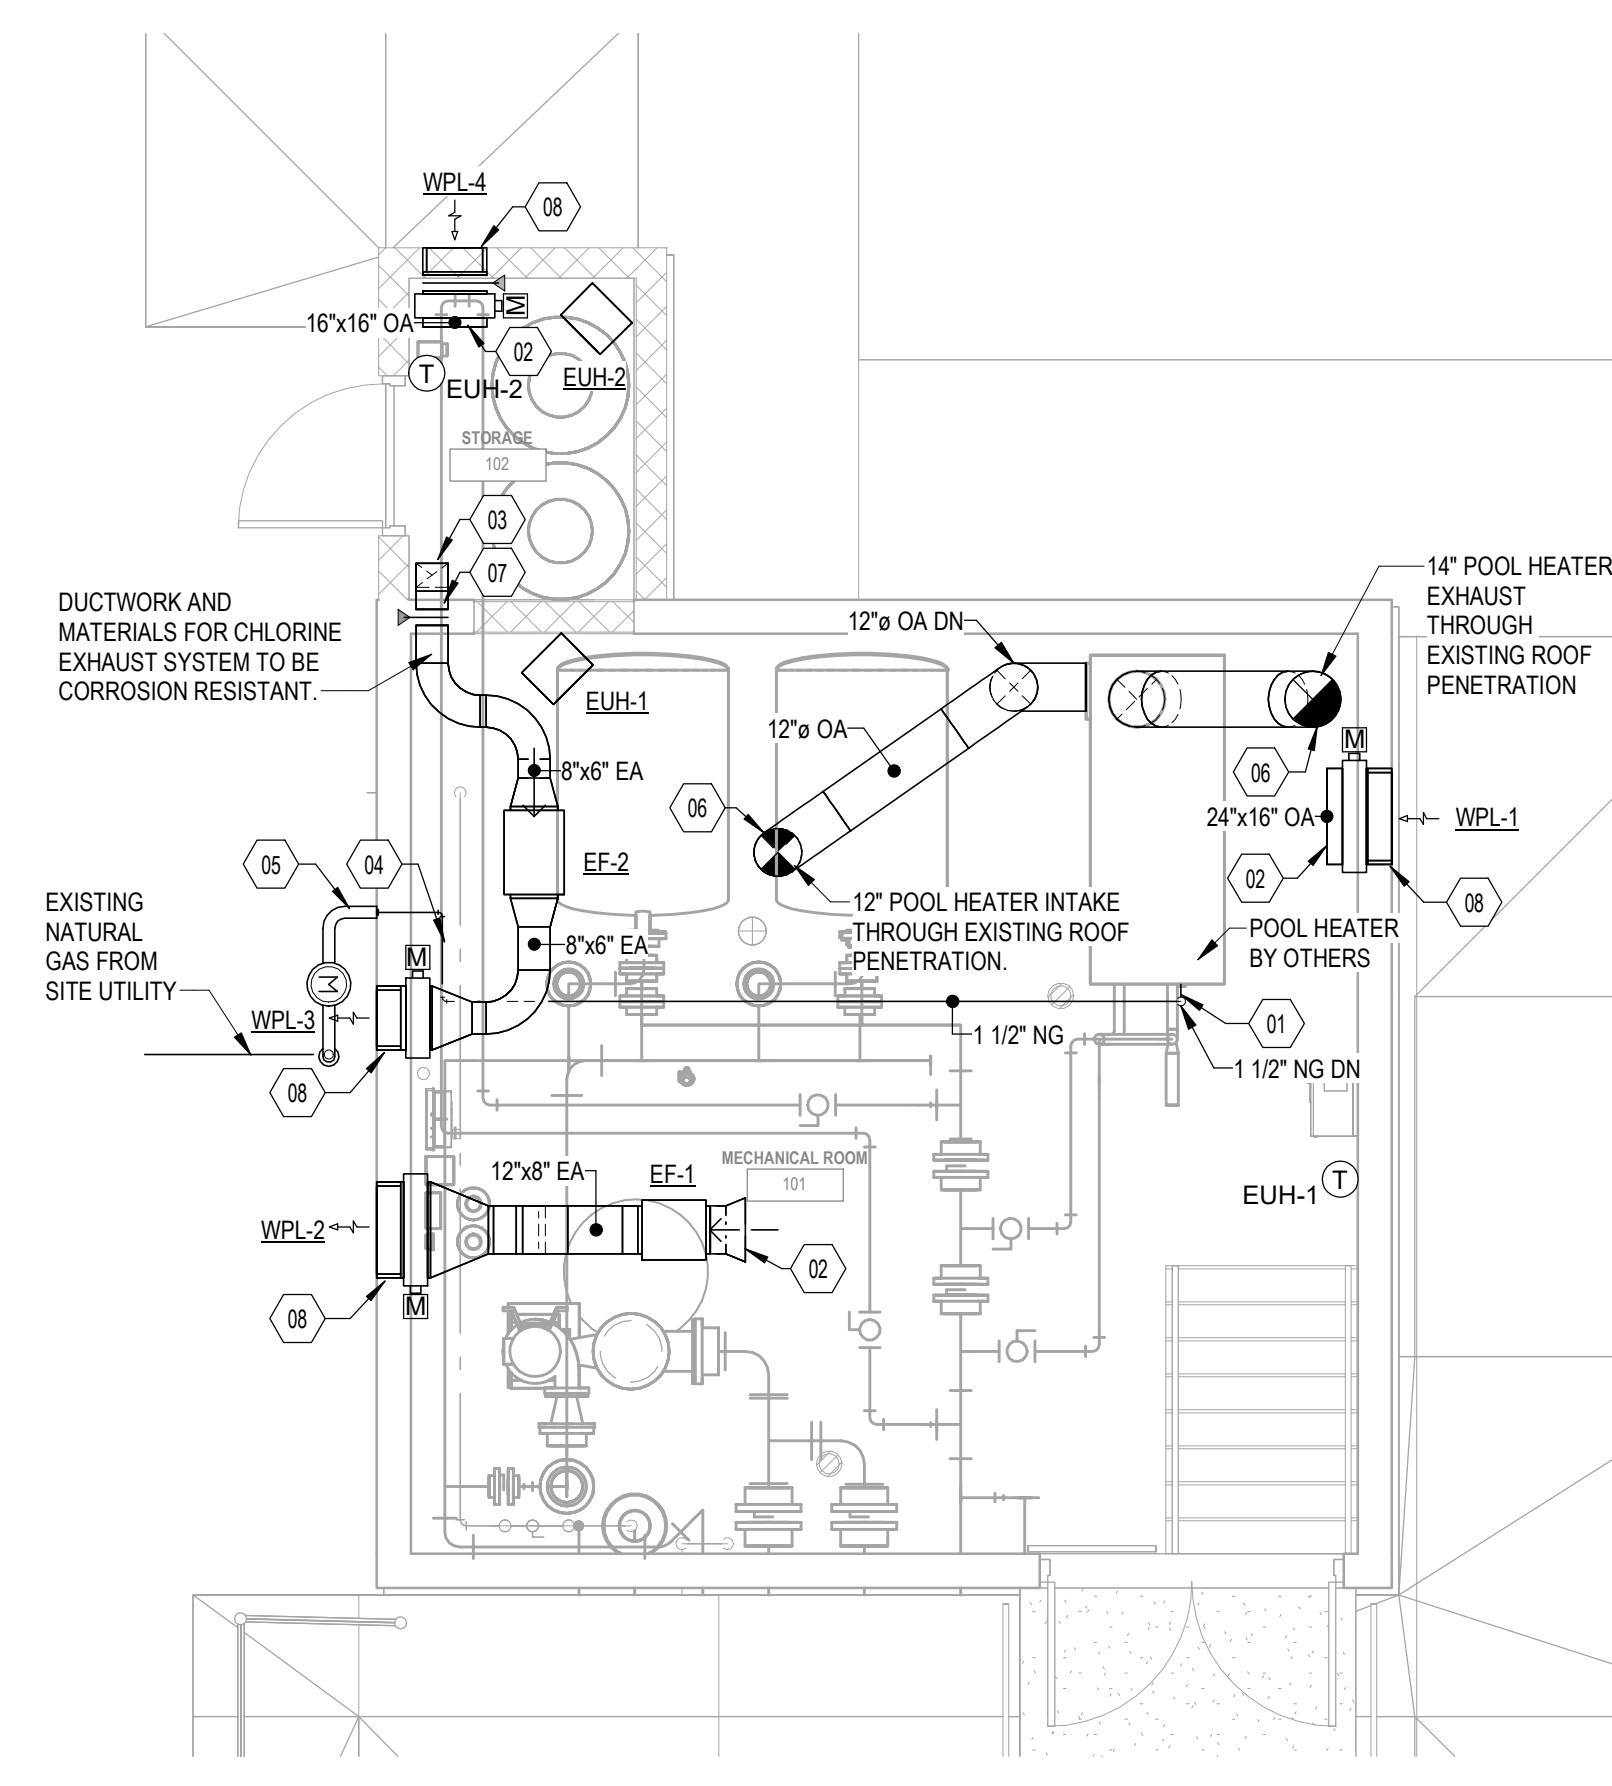 WPL-4
08
M
16"x16" OA
02
T
EUH-2
EUH-2
STORAGE
102
03
07
DUCTWORK AND
MATERIALS FOR CHLORINE
EXHAUST SYSTEM TO BE
CORROSION RESISTANT.
EUH-1
12"ø OA DN
14" POOL HEATER
EXHAUST
THROUGH
EXISTING ROOF
PENETRATION
12"ø OA
8"x6" EA
06
06
M
24"x16" OA
WPL-1
02
08
EF-2
05
04
EXISTING
NATURAL
GAS FROM
SITE UTILITY
M
M
8"x6" EA
12" POOL HEATER INTAKE
THROUGH EXISTING ROOF
PENETRATION.
POOL HEATER
BY OTHERS
WPL-3
08
1 1/2" NG
01
1 1/2" NG DN
MECHANICAL ROOM
101
12"x8" EA
EF-1
EUH-1
T
WPL-2
02
M
08